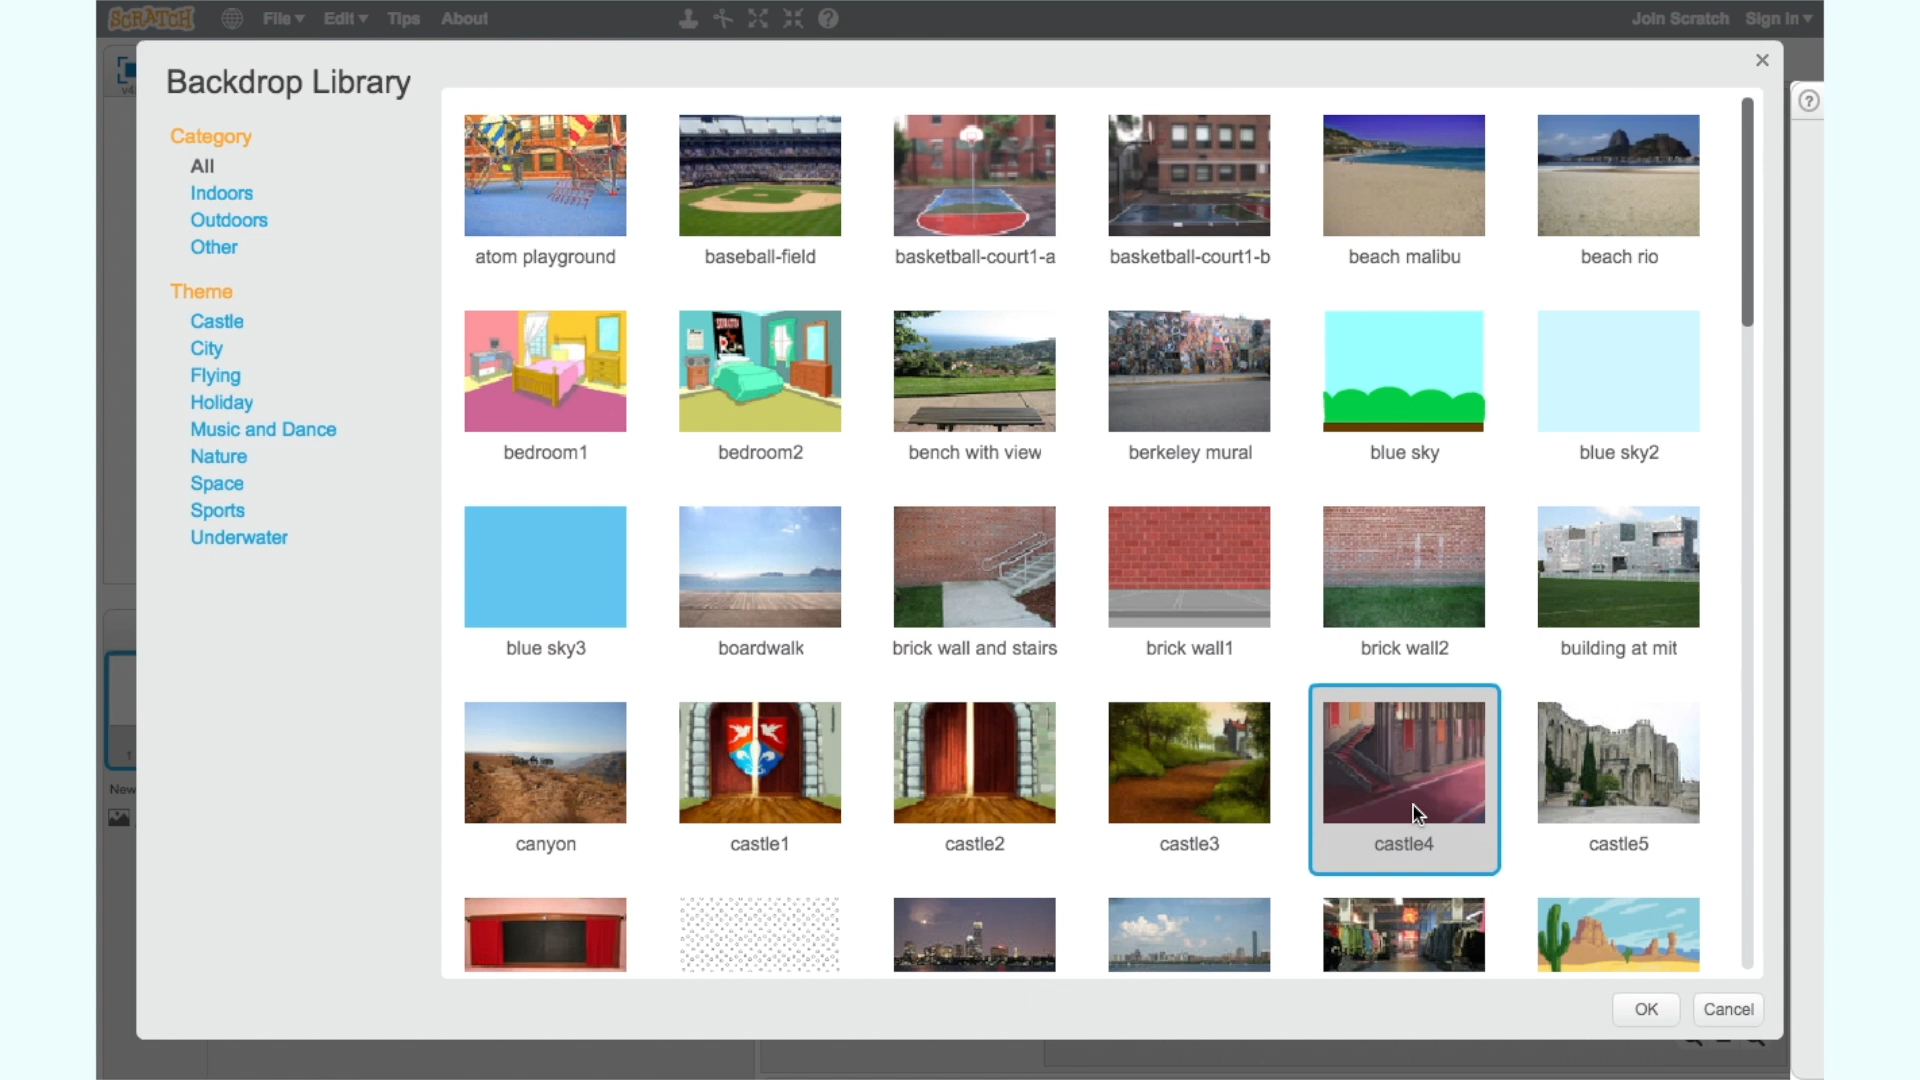 SCRATCH File Edit Tips About Join Scratch Sign in
Backdrop Library
Category
All
Indoors
Outdoors
Other
Theme
Castle
City
Flying
Holiday
Music and Dance
Nature
Space
Sports
Underwater
atom playground baseball-field basketball-court1-a basketball-court1-b beach malibu beach rio
bedroom1 bedroom2 bench with view berkeley mural blue sky blue sky2
blue sky3 boardwalk brick wall and stairs brick wall1 brick wall2 building at mit
canyon castle1 castle2 castle3 castle4 castle5
OK Cancel
v4
1
New